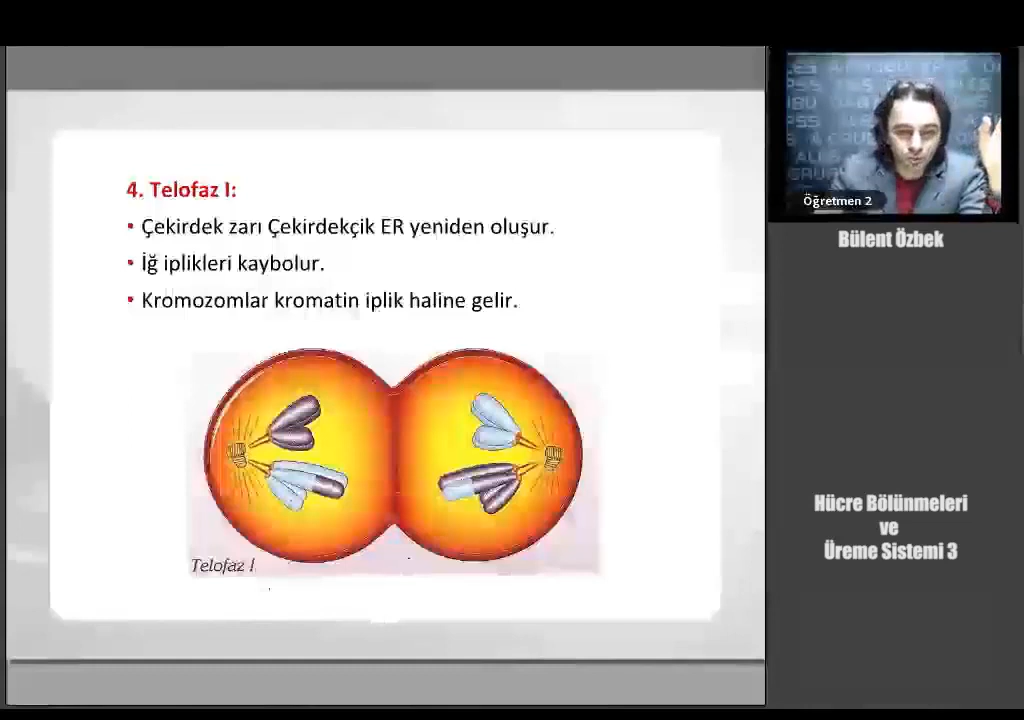 4. Telofaz I:
• Çekirdek zarı Çekirdekçik ER yeniden oluşur.
• İğ iplikleri kaybolur.
• Kromozomlar kromatin iplik haline gelir.
Telofaz I
Öğretmen 2
Bülent Özbek
Hücre Bölünmeleri
ve
Üreme Sistemi 3